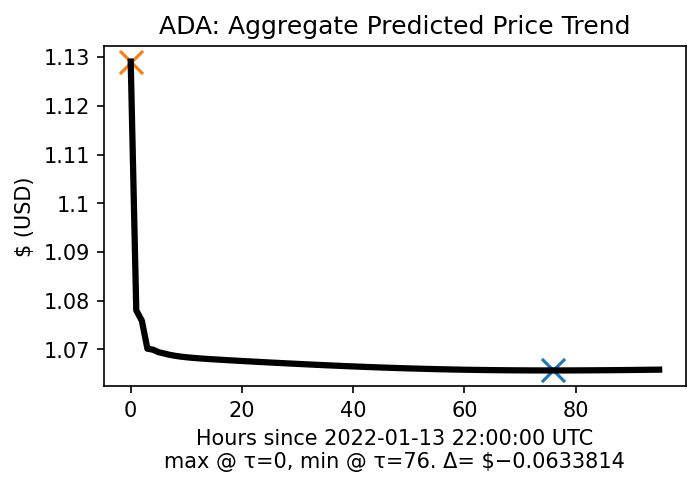 ADA: Aggregate Predicted Price Trend
1.13
1.12
1.11
1.1
1.09
1.08
1.07
$ (USD)
0 20 40 60 80
Hours since 2022-01-13 22:00:00 UTC
max @ τ=0, min @ τ=76. Δ= $−0.0633814